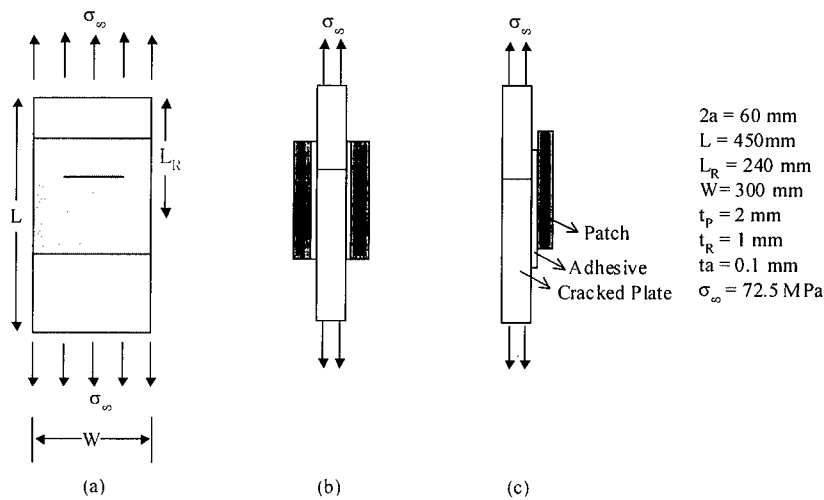 σ∞
σ∞
σ∞
L
L_R
2a = 60 mm
L = 450mm
L_R = 240 mm
W = 300 mm
t_P = 2 mm
t_R = 1 mm
ta = 0.1 mm
σ∞ = 72.5 MPa
Patch
Adhesive
Cracked Plate
σ∞
W
(a)
(b)
(c)